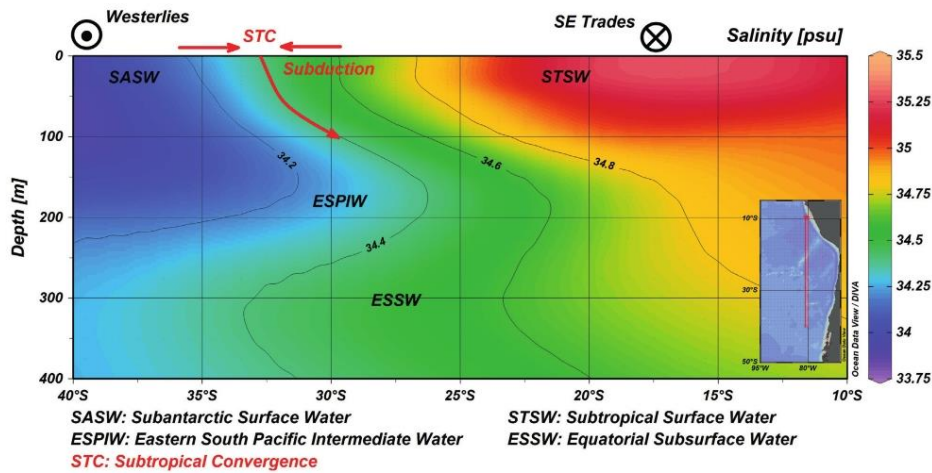 Westerlies
STC
SE Trades
Salinity [psu]
SASW
Subduction
STSW
34.2
34.6
34.8
ESPIW
34.4
ESSW
Depth [m]
0
100
200
300
400
40°S
35°S
30°S
25°S
20°S
15°S
10°S
35.5
35.25
35
34.75
34.5
34.25
34
33.75
10°S
30°S
50°S
95°W
80°W
Ocean Data View
Ocean Data View / DIVA
SASW: Subantarctic Surface Water
STSW: Subtropical Surface Water
ESPIW: Eastern South Pacific Intermediate Water
ESSW: Equatorial Subsurface Water
STC: Subtropical Convergence